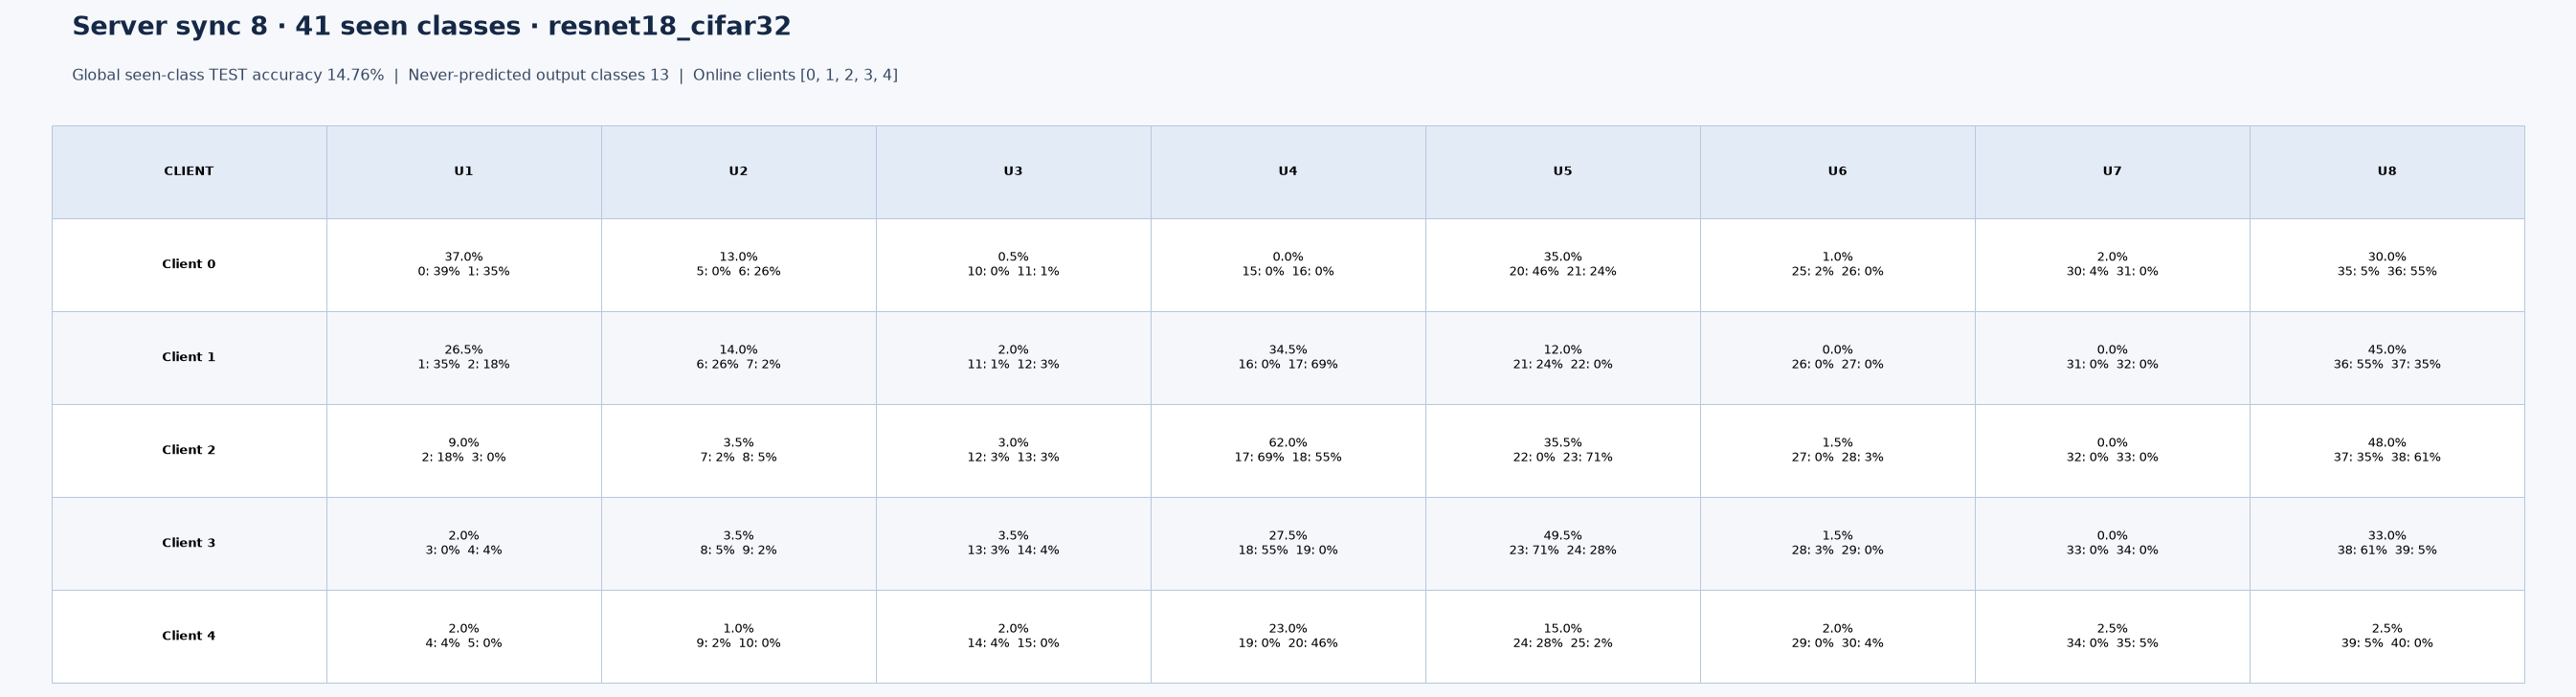 Server sync 8 · 41 seen classes · resnet18_cifar32
Global seen-class TEST accuracy 14.76% | Never-predicted output classes 13 | Online clients [0, 1, 2, 3, 4]
CLIENT U1 U2 U3 U4 U5 U6 U7 U8
37.0% 13.0% 0.5% 0.0% 35.0% 1.0% 2.0% 30.0%
Client 0
0: 39% 1: 35% 5: 0% 6: 26% 10: 0% 11: 1% 15: 0% 16: 0% 20: 46% 21: 24% 25: 2% 26: 0% 30: 4% 31: 0% 35: 5% 36: 55%
26.5% 14.0% 2.0% 34.5% 12.0% 0.0% 0.0% 45.0%
Client 1
1: 35% 2: 18% 6: 26% 7: 2% 11: 1% 12: 3% 16: 0% 17: 69% 21: 24% 22: 0% 26: 0% 27: 0% 31: 0% 32: 0% 36: 55% 37: 35%
9.0% 3.5% 3.0% 62.0% 35.5% 1.5% 0.0% 48.0%
Client 2
2: 18% 3: 0% 7: 2% 8: 5% 12: 3% 13: 3% 17: 69% 18: 55% 22: 0% 23: 71% 27: 0% 28: 3% 32: 0% 33: 0% 37: 35% 38: 61%
2.0% 3.5% 3.5% 27.5% 49.5% 1.5% 0.0% 33.0%
Client 3
3: 0% 4: 4% 8: 5% 9: 2% 13: 3% 14: 4% 18: 55% 19: 0% 23: 71% 24: 28% 28: 3% 29: 0% 33: 0% 34: 0% 38: 61% 39: 5%
2.0% 1.0% 2.0% 23.0% 15.0% 2.0% 2.5% 2.5%
Client 4
4: 4% 5: 0% 9: 2% 10: 0% 14: 4% 15: 0% 19: 0% 20: 46% 24: 28% 25: 2% 29: 0% 30: 4% 34: 0% 35: 5% 39: 5% 40: 0%